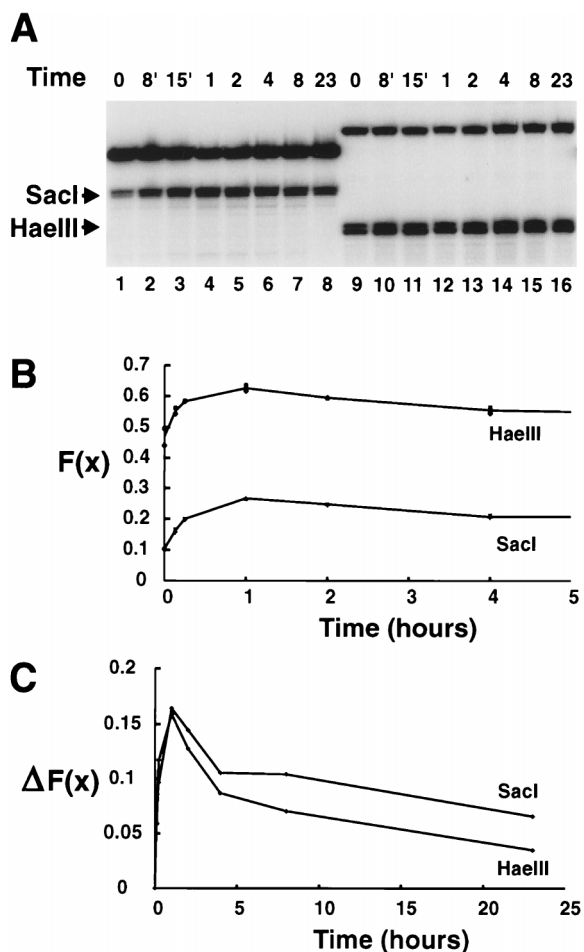 A
Time 0 8' 15' 1 2 4 8 23 0 8' 15' 1 2 4 8 23
SacI
HaeIII
1 2 3 4 5 6 7 8 9 10 11 12 13 14 15 16
B
0.7
0.6
0.5
HaeIII
F(x)
0.4
0.3
0.2
SacI
0.1
0
0 1 2 3 4 5
Time (hours)
C
0.2
0.15
ΔF(x)
0.1
SacI
0.05
HaeIII
0
0 5 10 15 20 25
Time (hours)